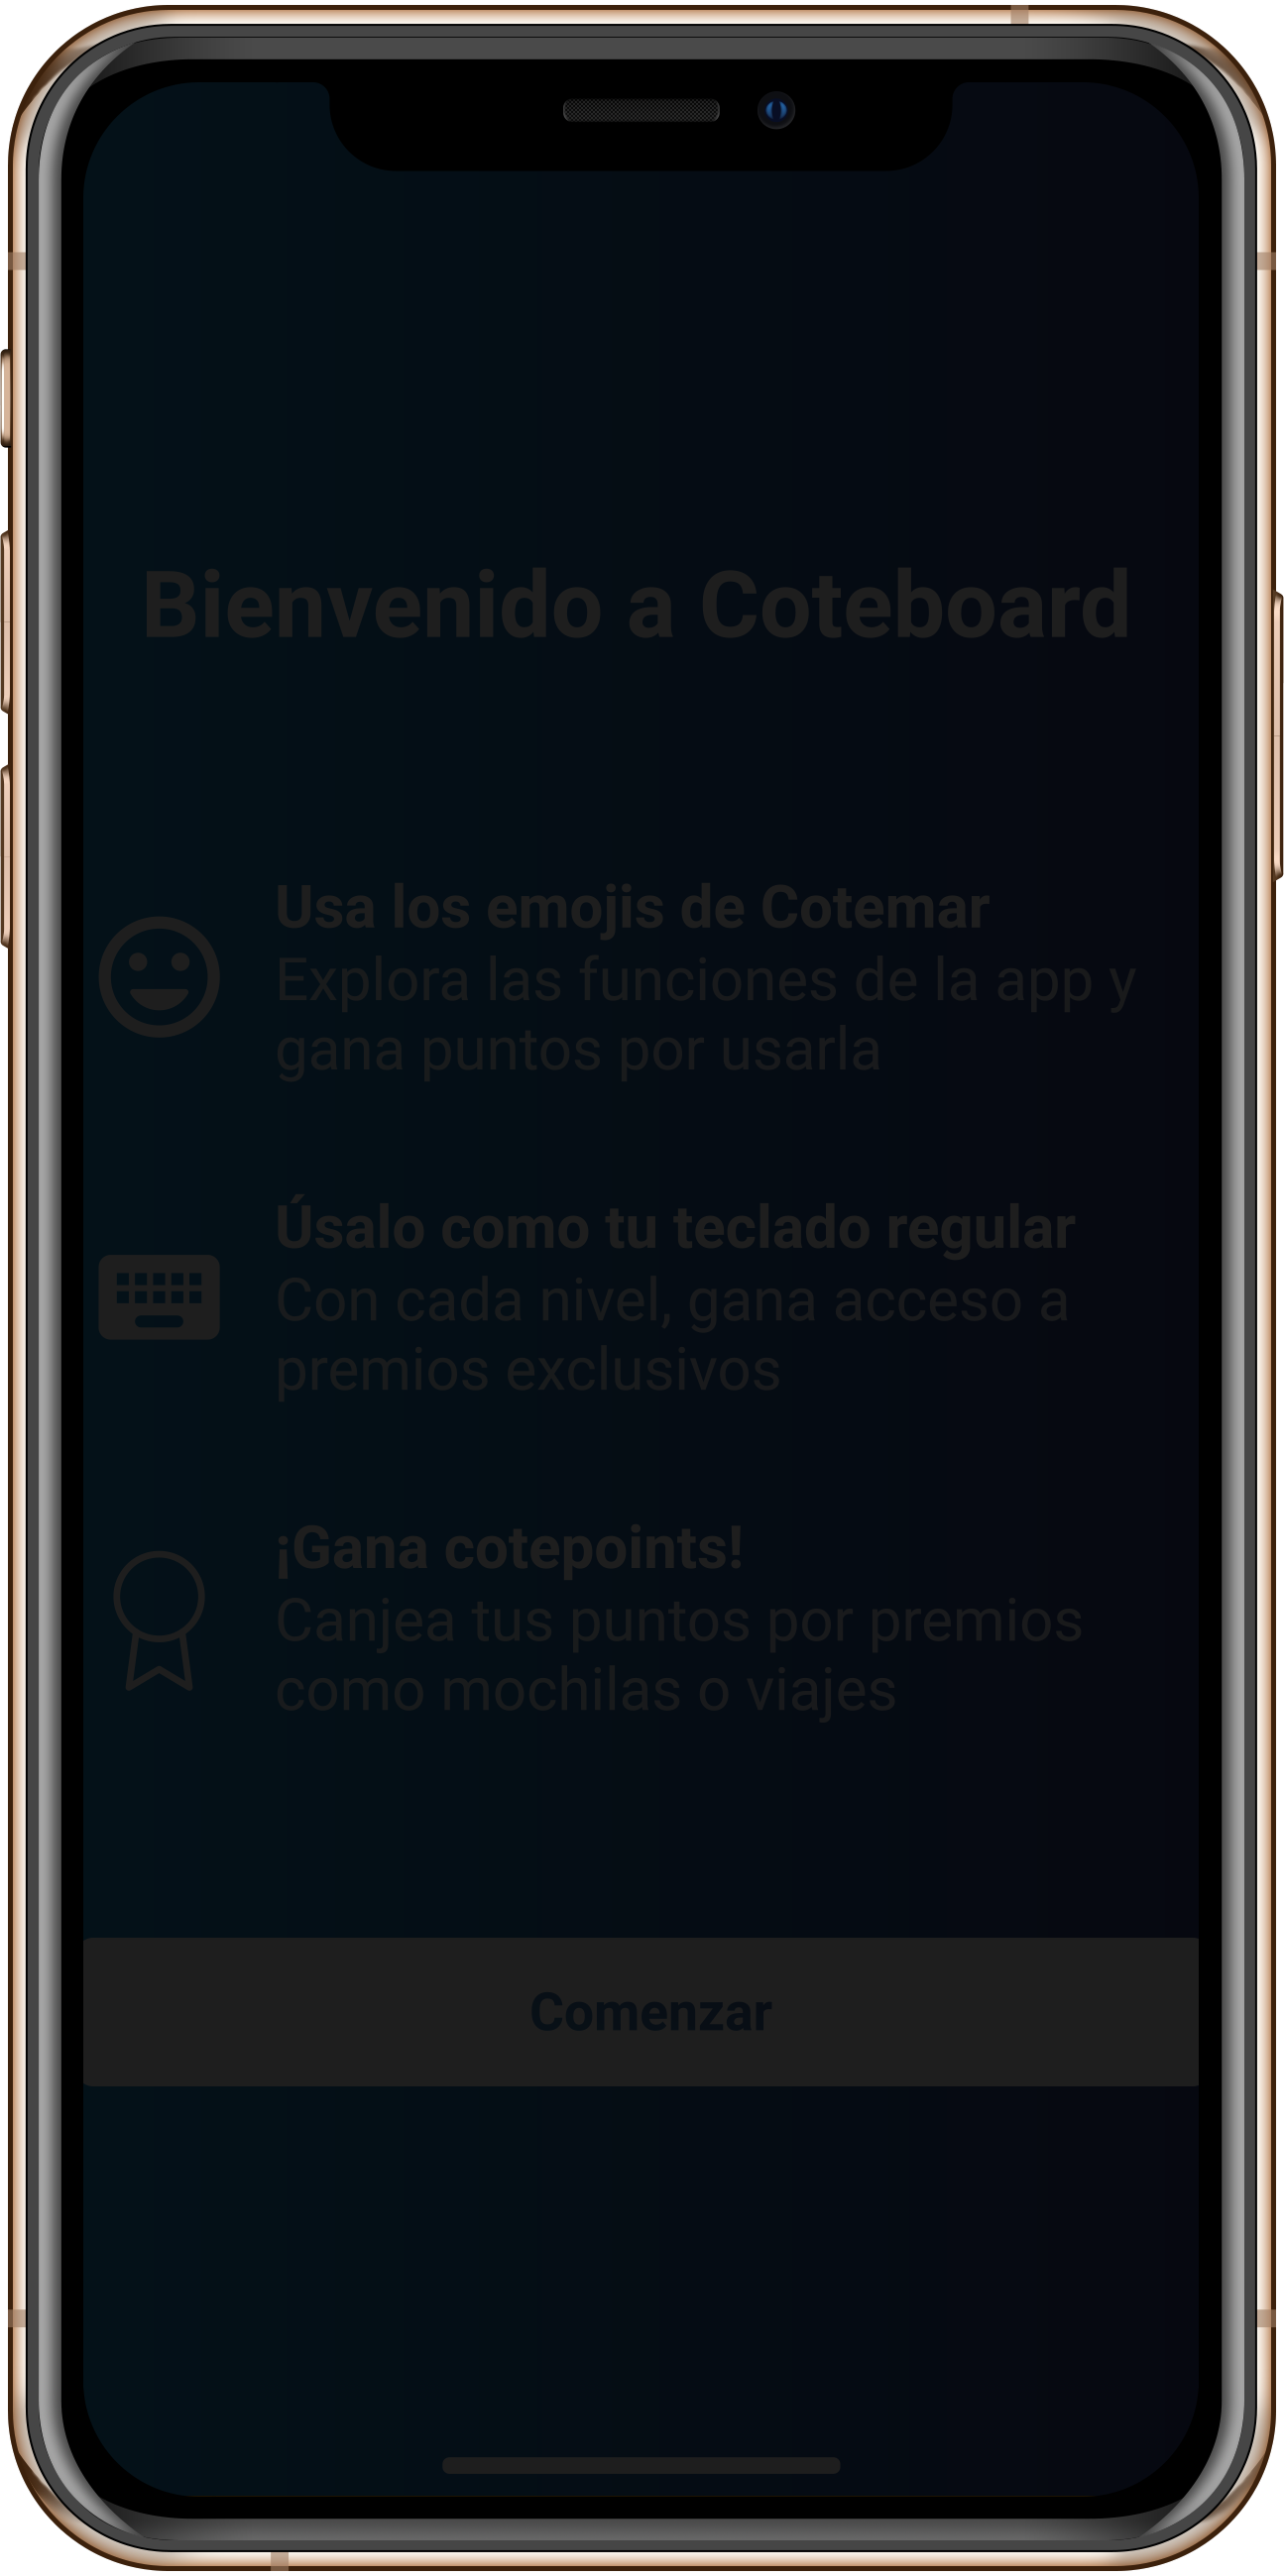 Bienvenido a Coteboard
Usa los emojis de Cotemar
Explora las funciones de la app y
gana puntos por usarla
Úsalo como tu teclado regular
Con cada nivel, gana acceso a
premios exclusivos
¡Gana cotepoints!
Canjea tus puntos por premios
como mochilas o viajes
Comenzar